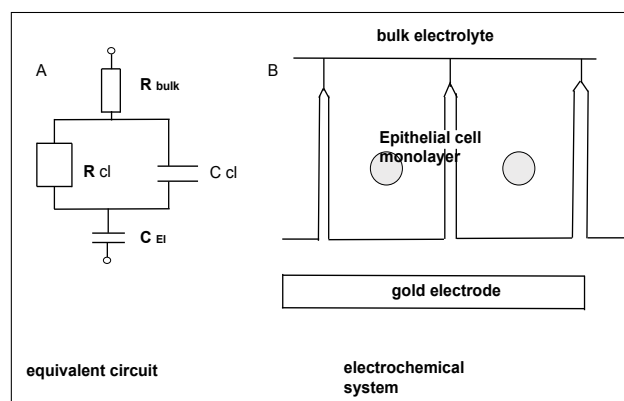 bulk electrolyte
A
B
R bulk
Epithelial cell
monolayer
R cl
C cl
C El
gold electrode
equivalent circuit
electrochemical
system